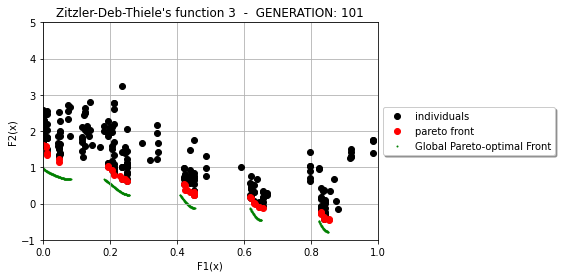 Zitzler-Deb-Thiele's function 3 - GENERATION: 101
5
4
3
2
1
0
−1
F2(x)
0.0 0.2 0.4 0.6 0.8 1.0
F1(x)
individuals
pareto front
Global Pareto-optimal Front